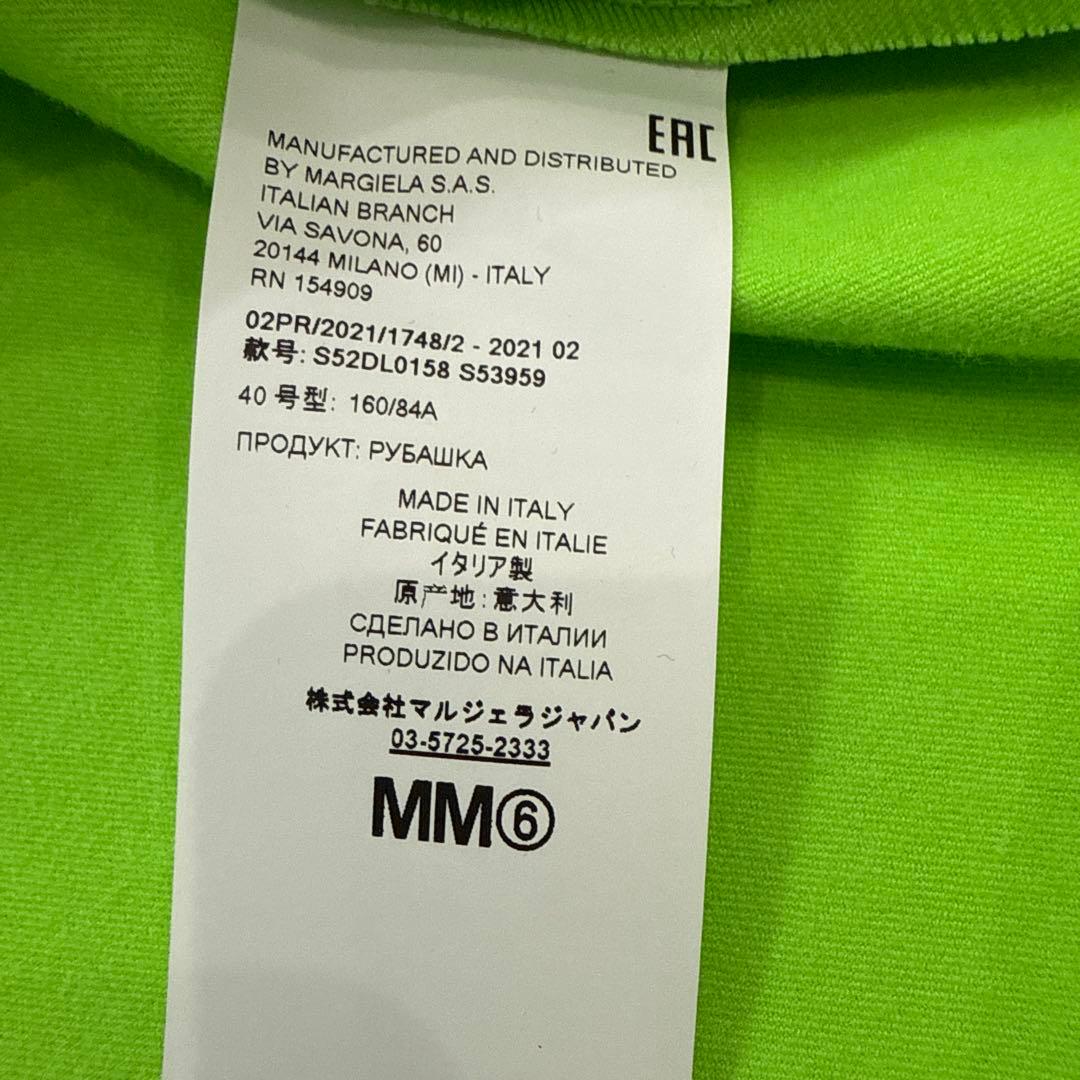 EAC
MANUFACTURED AND DISTRIBUTED
BY MARGIELA S.A.S.
ITALIAN BRANCH
VIA SAVONA, 60
20144 MILANO (MI) - ITALY
RN 154909
02PR/2021/1748/2 - 2021 02
款号: S52DL0158 S53959
40 号型: 160/84A
ПРОДУКТ: РУБАШКА
MADE IN ITALY
FABRIQUÉ EN ITALIE
イタリア製
原产地: 意大利
СДЕЛАНО В ИТАЛИИ
PRODUZIDO NA ITALIA
株式会社マルジェラジャパン
03-5725-2333
MM⑥